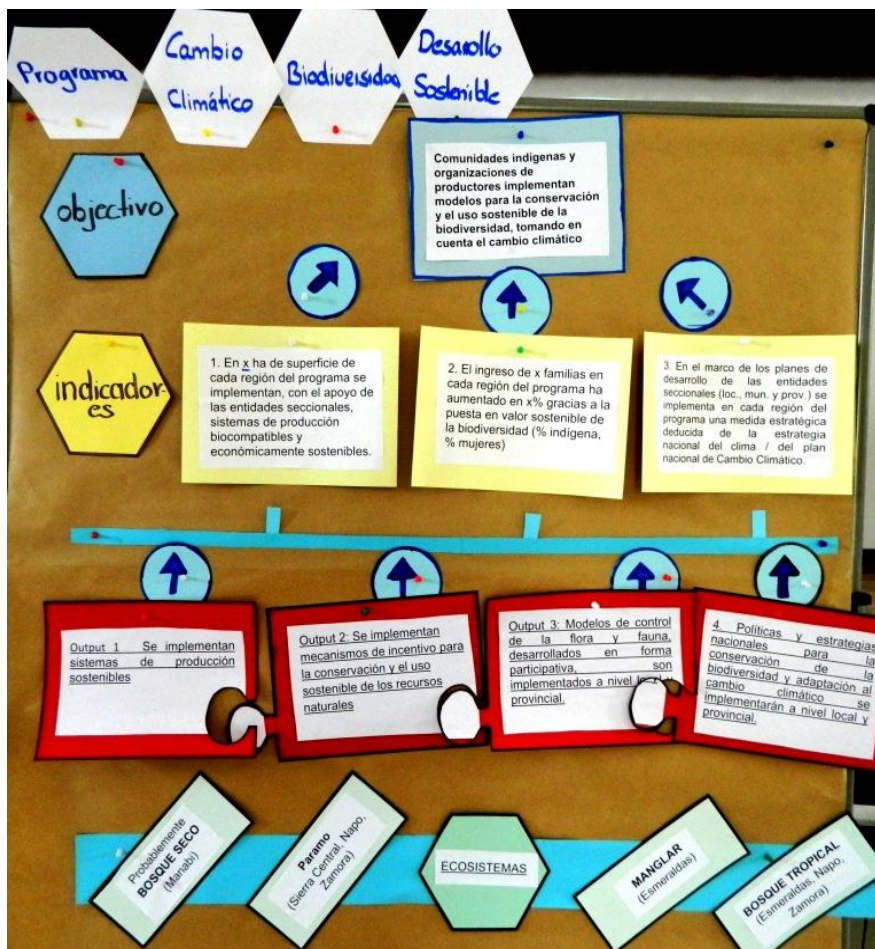 Programa
Cambio
Climático
Biodiversidad
Desarollo
Sostenible
objectivo
Comunidades indígenas y
organizaciones de
productores implementan
modelos para la conservación
y el uso sostenible de la
biodiversidad, tomando en
cuenta el cambio climático
indicador-
es
1. En x ha de superficie de
cada región del programa se
implementan, con el apoyo de
las entidades seccionales,
sistemas de producción
biocompatibles y
económicamente sostenibles.
2. El ingreso de x familias en
cada región del programa ha
aumentado en x% gracias a la
puesta en valor sostenible de
la biodiversidad (% indígena,
% mujeres)
3. En el marco de los planes de
desarrollo de las entidades
seccionales (loc., mun. y prov.) se
implementa en cada región del
programa una medida estratégica
deducida de la estrategia
nacional del clima / del plan
nacional de Cambio Climático.
Output 1 Se implementan
sistemas de producción
sostenibles
Output 2: Se implementan
mecanismos de incentivo para
la conservación y el uso
sostenible de los recursos
naturales
Output 3: Modelos de control
de la flora y fauna,
desarrollados en forma
participativa, son
implementados a nivel local y
provincial.
4. Políticas y estrategias
nacionales para la
conservación de la
biodiversidad y adaptación al
cambio climático se
implementarán a nivel local y
provincial.
Probablemente
BOSQUE SECO
(Manabi)
Paramo
(Sierra Central, Napo,
Zamora)
ECOSISTEMAS
MANGLAR
(Esmeraldas)
BOSQUE TROPICAL
(Esmeraldas, Napo,
Zamora)